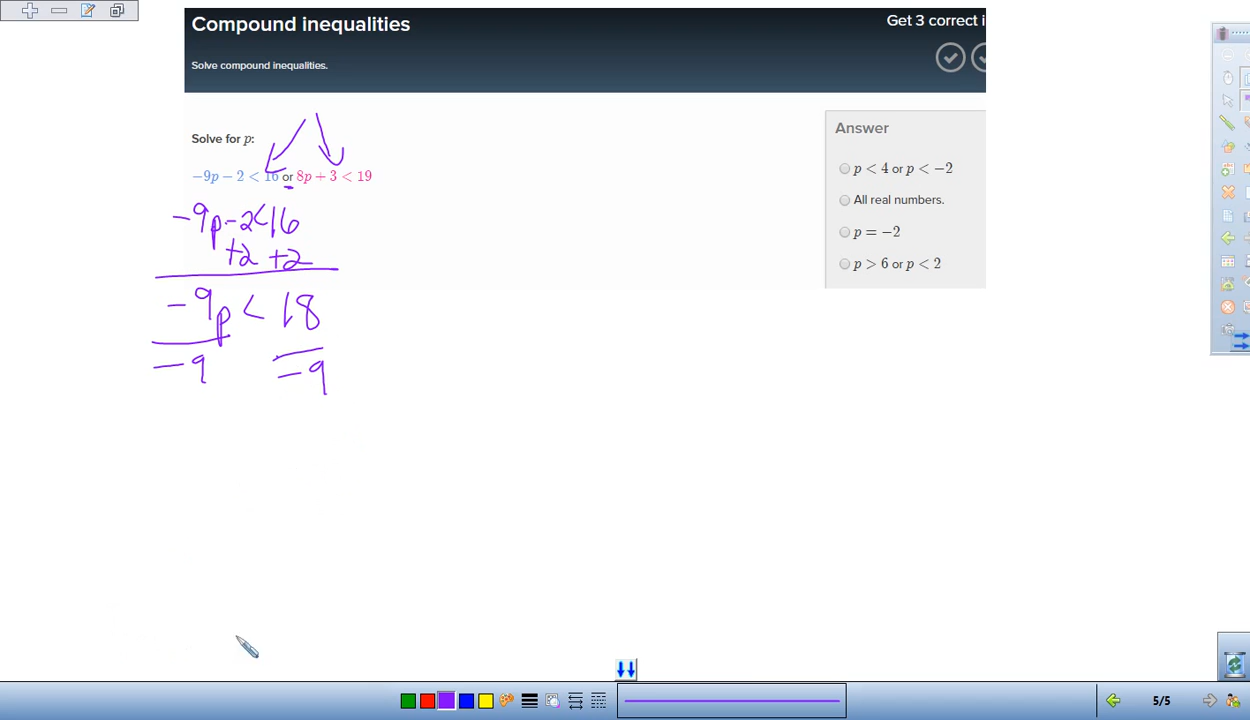 Compound inequalities
Get 3 correct i
Solve compound inequalities.
Solve for p:
−9p − 2 < 16 or 8p + 3 < 19
Answer
p < 4 or p < −2
All real numbers.
p = −2
p > 6 or p < 2
-9p - 2 < 16
+2 +2
-9p < 18
-9 -9
5/5